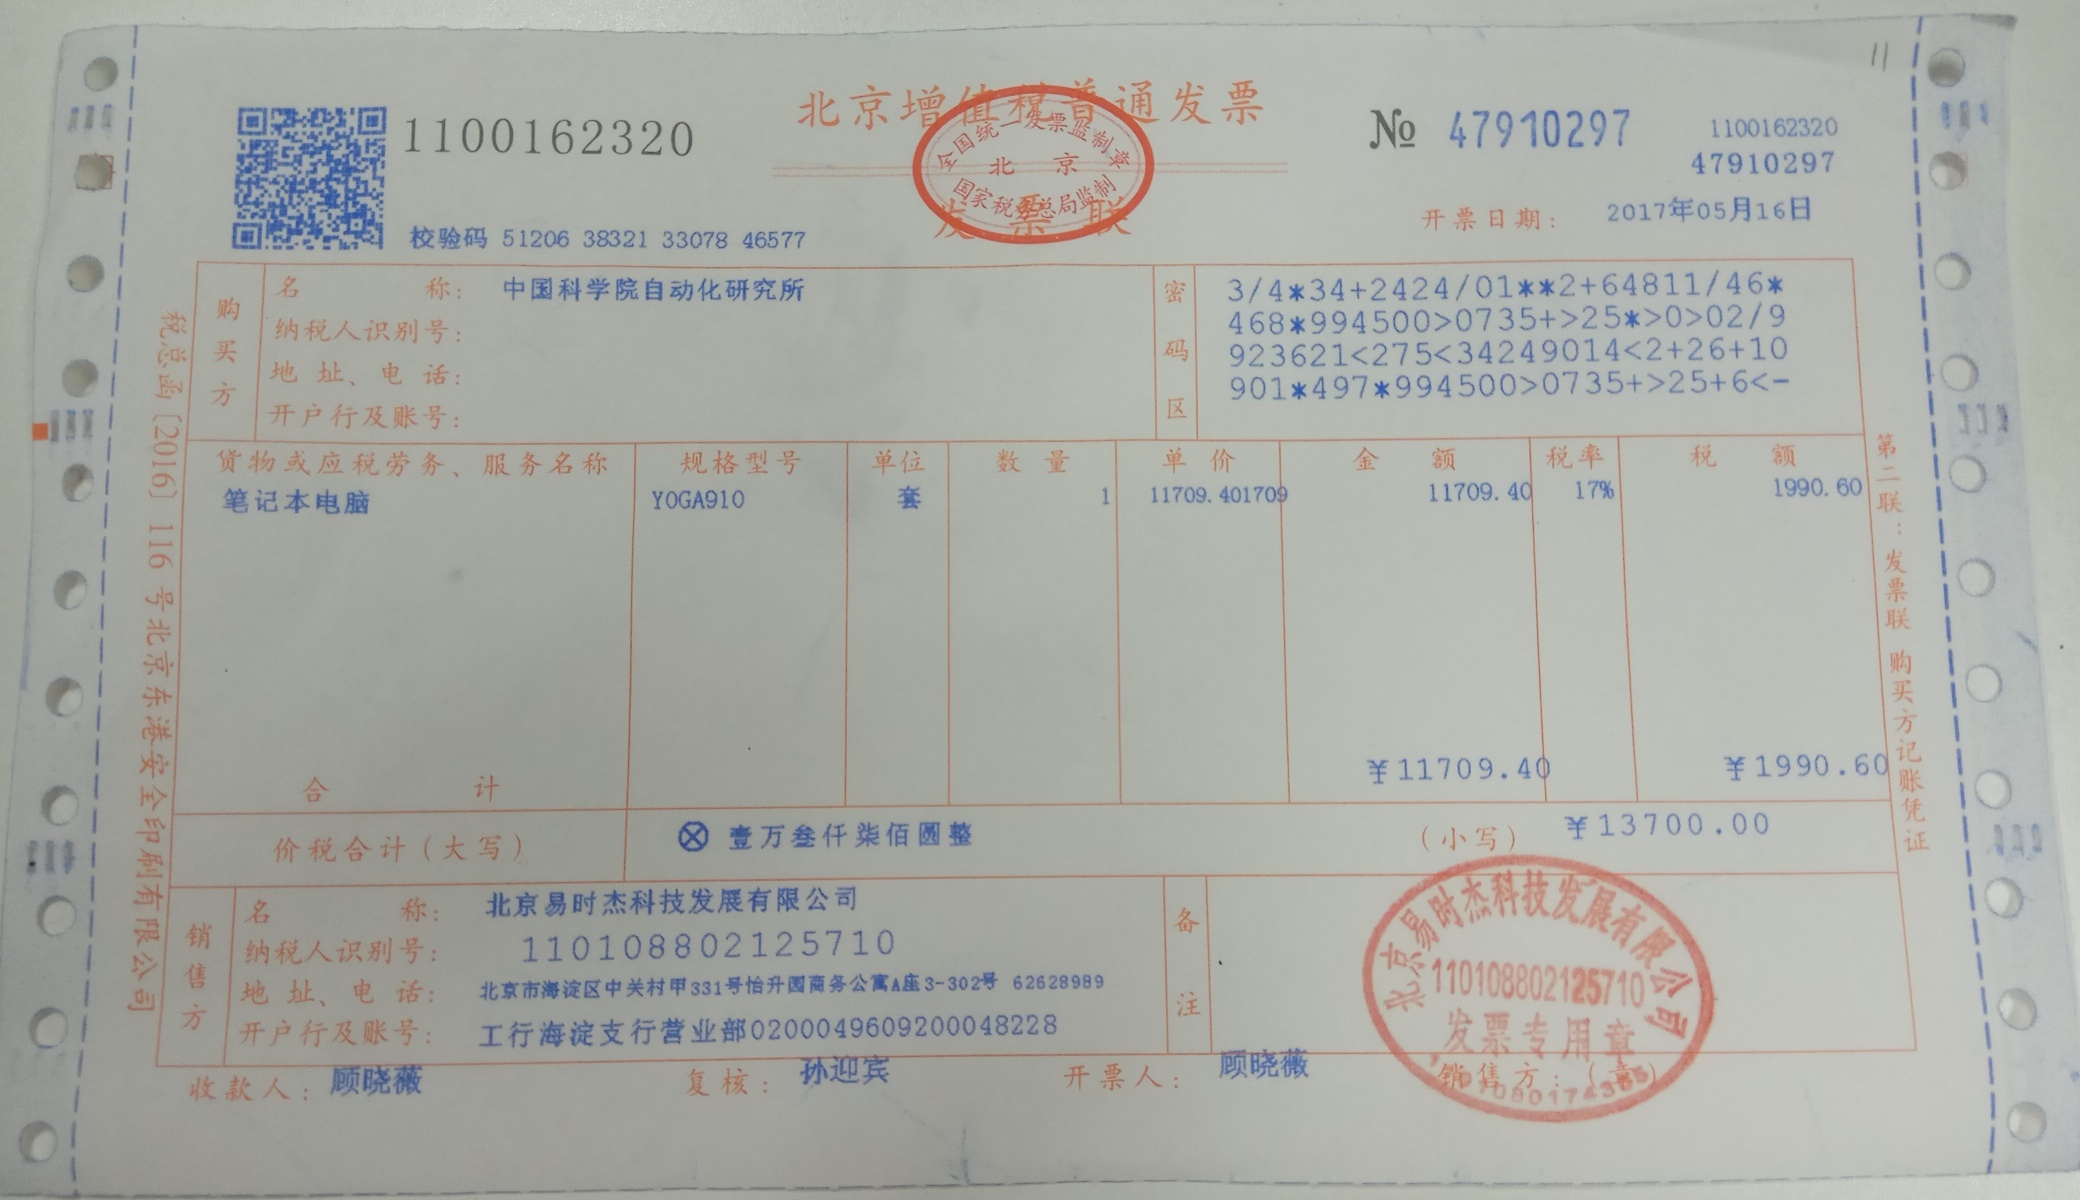 北京增值税普通发票
发票联
全国统一发票监制章
北京
国家税务总局监制
1100162320
№ 47910297
1100162320
47910297
校验码 51206 38321 33078 46577
开票日期: 2017年05月16日
购买方
名称: 中国科学院自动化研究所
纳税人识别号:
地址、电话:
开户行及账号:
密码区
3/4*34+2424/01**2+64811/46*
468*994500>0735+>25*>0>02/9
923621<275<34249014<2+26+10
901*497*994500>0735+>25+6<-
货物或应税劳务、服务名称 规格型号 单位 数量 单价 金额 税率 税额
笔记本电脑 YOGA910 套 1 11709.401709 11709.40 17% 1990.60
合计 ¥11709.40 ¥1990.60
价税合计(大写) ⊗ 壹万叁仟柒佰圆整 (小写) ¥13700.00
销售方
名称: 北京易时杰科技发展有限公司
纳税人识别号: 110108802125710
地址、电话: 北京市海淀区中关村甲331号怡升园商务公寓A座3-302号 62628989
开户行及账号: 工行海淀支行营业部0200049609200048228
备注
收款人: 顾晓薇 复核: 孙迎宾 开票人: 顾晓薇 销售方:(章)
北京易时杰科技发展有限公司
110108802125710
发票专用章
税总函〔2016〕116号北京东港安全印刷有限公司
第二联:发票联 购买方记账凭证
11